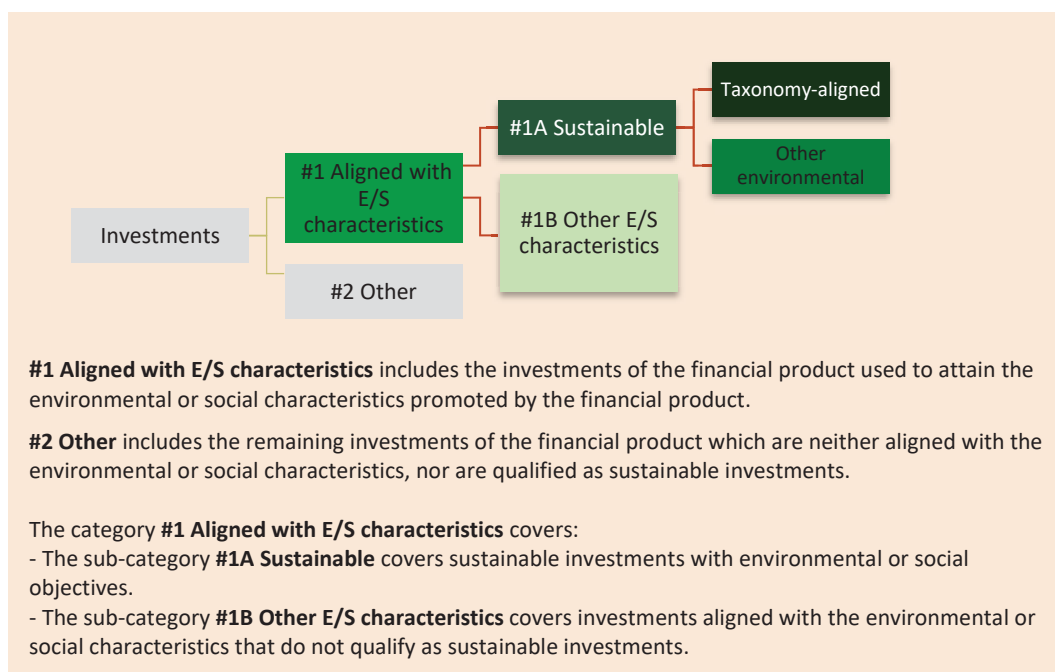 Taxonomy-aligned
#1A Sustainable
Other
environmental
#1 Aligned with
E/S
characteristics
#1B Other E/S
characteristics
Investments
#2 Other
#1 Aligned with E/S characteristics includes the investments of the financial product used to attain the
environmental or social characteristics promoted by the financial product.
#2 Other includes the remaining investments of the financial product which are neither aligned with the
environmental or social characteristics, nor are qualified as sustainable investments.
The category #1 Aligned with E/S characteristics covers:
- The sub-category #1A Sustainable covers sustainable investments with environmental or social
objectives.
- The sub-category #1B Other E/S characteristics covers investments aligned with the environmental or
social characteristics that do not qualify as sustainable investments.